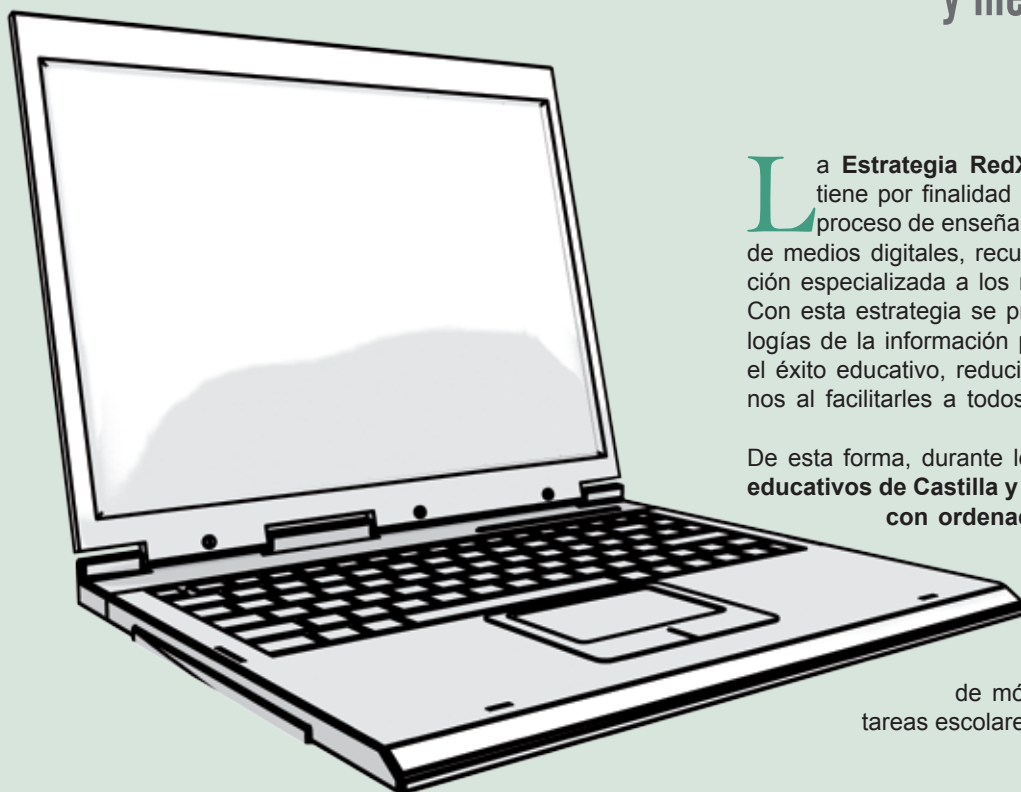 y me
La Estrategia RedX
tiene por finalidad
proceso de enseña
de medios digitales, recu
ción especializada a los
Con esta estrategia se p
logías de la información p
el éxito educativo, reduci
nos al facilitarles a todos
De esta forma, durante l
educativos de Castilla y
con ordena
de mó
tareas escolare